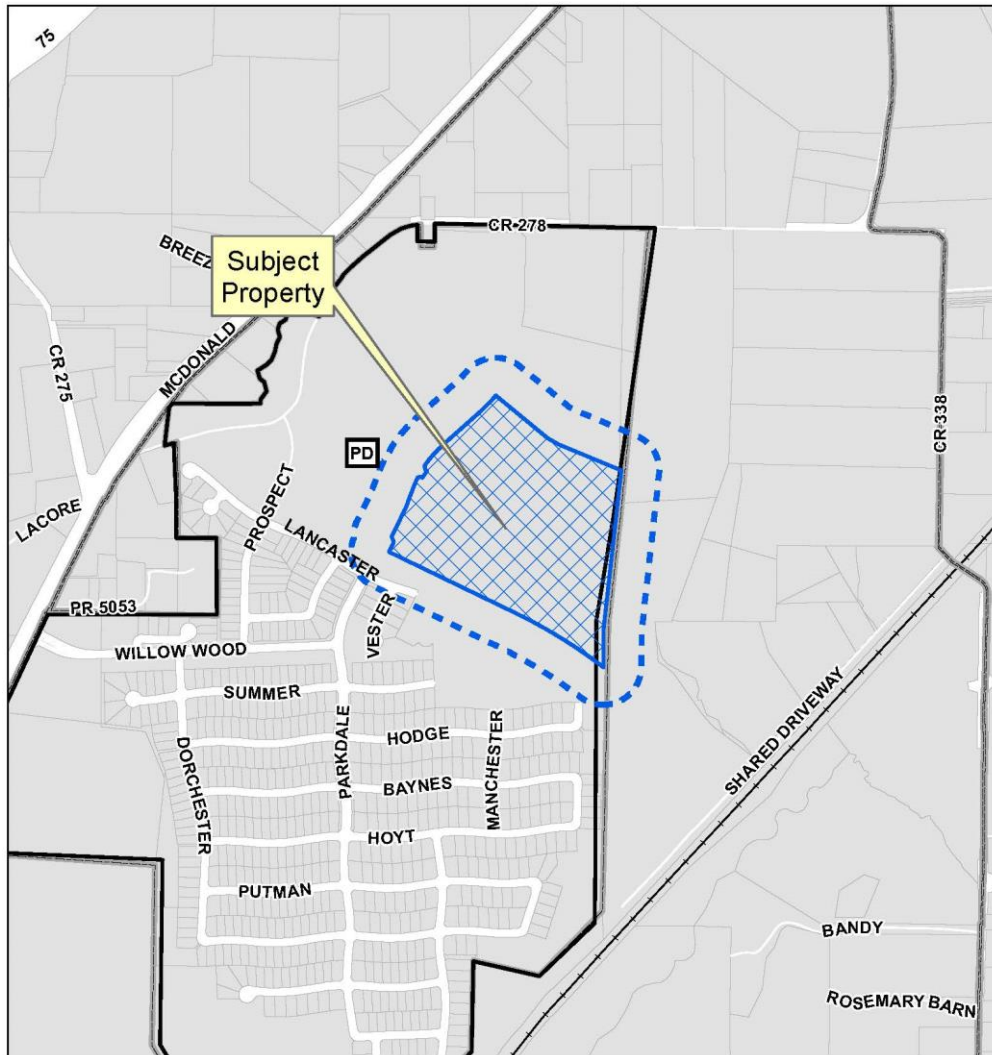 75
CR 278
BREEZ
Subject
Property
MCDONALD
CR 275
CR 338
PD
PROSPECT
LACORE
LANCASTER
PR 5053
VESTER
WILLOW WOOD
SUMMER
SHARED DRIVEWAY
MANCHESTER
PARKDALE
HODGE
DORCHESTER
BAYNES
HOYT
PUTMAN
BANDY
ROSEMARY BARN